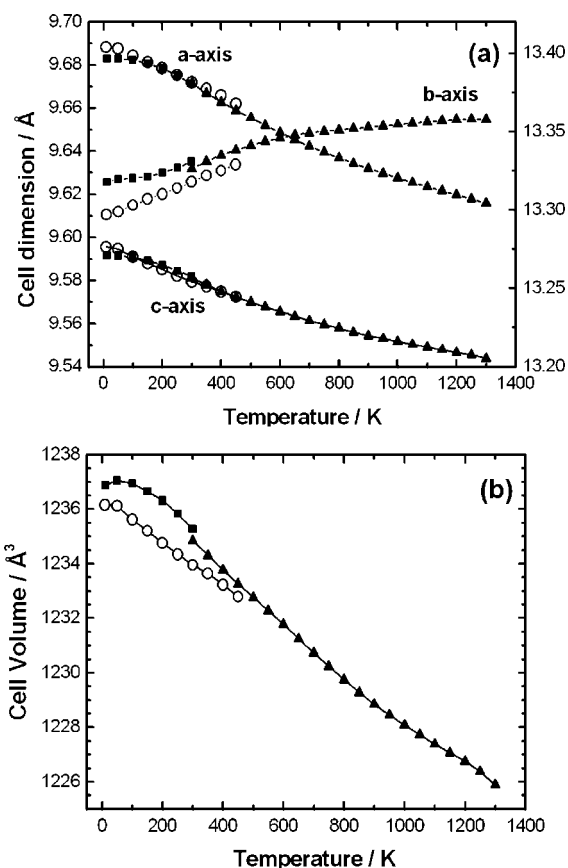 (a)
9.70
9.68
9.66
9.64
9.62
9.60
9.58
9.56
9.54
Cell dimension / Å
a-axis
b-axis
c-axis
13.40
13.35
13.30
13.25
13.20
0 200 400 600 800 1000 1200 1400
Temperature / K
(b)
1238
1236
1234
1232
1230
1228
1226
Cell Volume / Å³
0 200 400 600 800 1000 1200 1400
Temperature / K